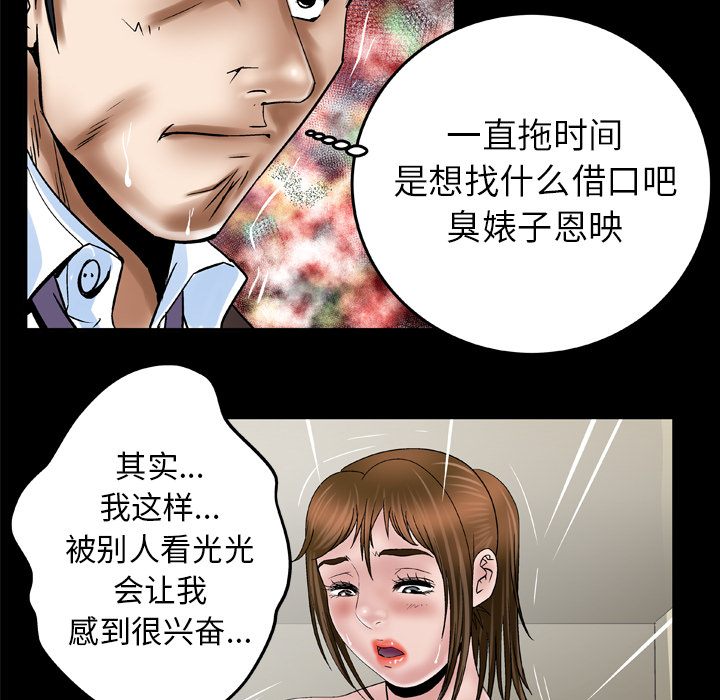 一直拖时间
是想找什么借口吧
臭婊子恩映
其实...
我这样...
被别人看光光
会让我
感到很兴奋...